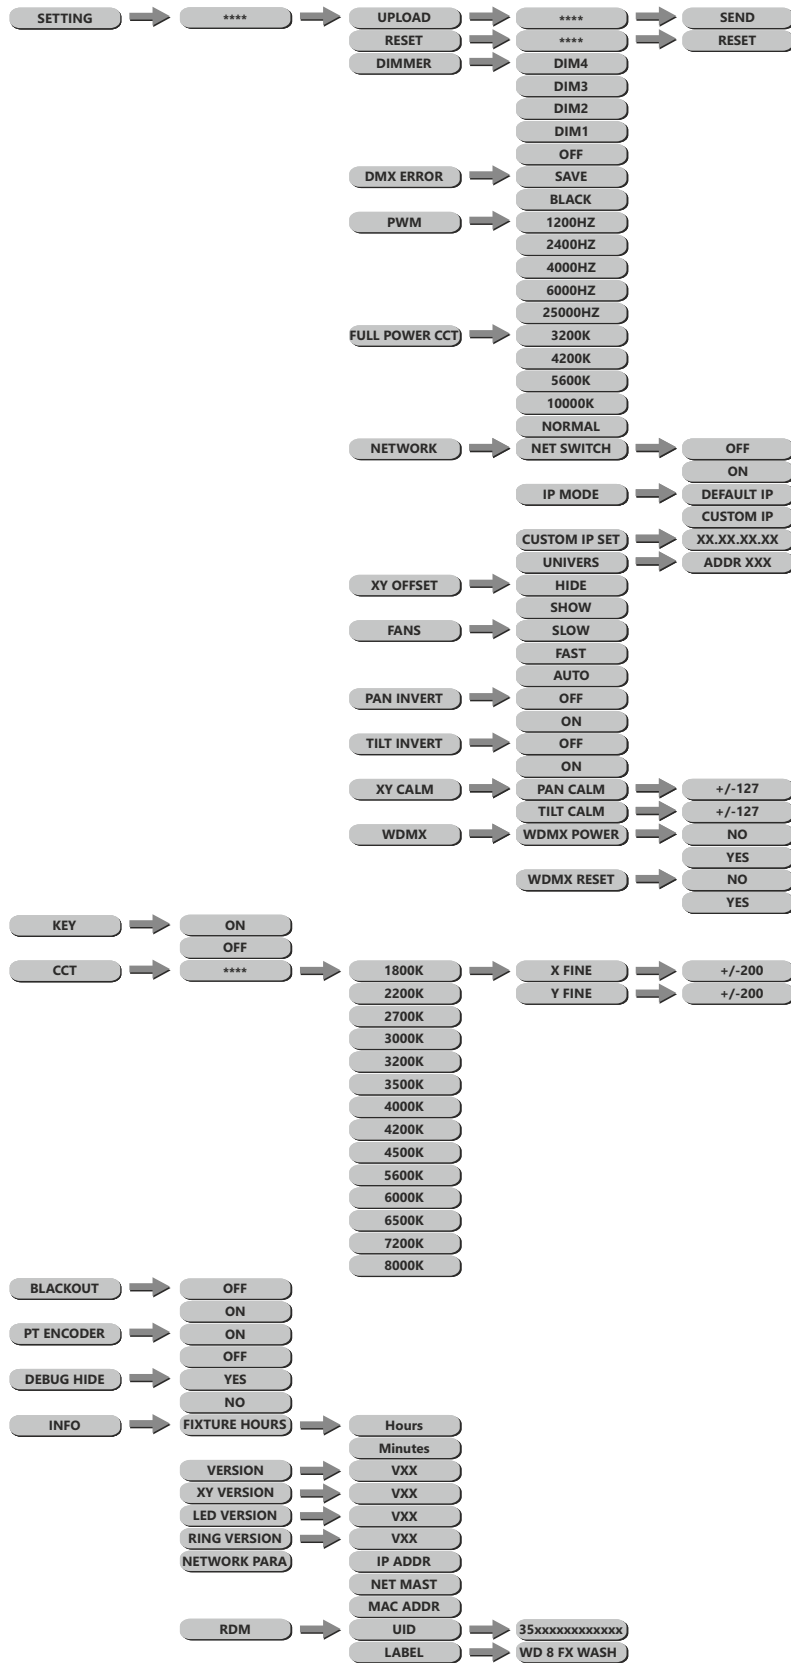 SETTING **** UPLOAD **** SEND
RESET **** RESET
DIMMER DIM4
DIM3
DIM2
DIM1
OFF
DMX ERROR SAVE
BLACK
PWM 1200HZ
2400HZ
4000HZ
6000HZ
25000HZ
FULL POWER CCT 3200K
4200K
5600K
10000K
NORMAL
NETWORK NET SWITCH OFF
ON
IP MODE DEFAULT IP
CUSTOM IP
CUSTOM IP SET XX.XX.XX.XX
UNIVERS ADDR XXX
XY OFFSET HIDE
SHOW
FANS SLOW
FAST
AUTO
PAN INVERT OFF
ON
TILT INVERT OFF
ON
XY CALM PAN CALM +/-127
TILT CALM +/-127
WDMX WDMX POWER NO
YES
WDMX RESET NO
YES
KEY ON
OFF
CCT **** 1800K X FINE +/-200
2200K Y FINE +/-200
2700K
3000K
3200K
3500K
4000K
4200K
4500K
5600K
6000K
6500K
7200K
8000K
BLACKOUT OFF
ON
PT ENCODER ON
OFF
DEBUG HIDE YES
NO
INFO FIXTURE HOURS Hours
Minutes
VERSION VXX
XY VERSION VXX
LED VERSION VXX
RING VERSION VXX
NETWORK PARA IP ADDR
NET MAST
MAC ADDR
RDM UID 35xxxxxxxxxxxx
LABEL WD 8 FX WASH